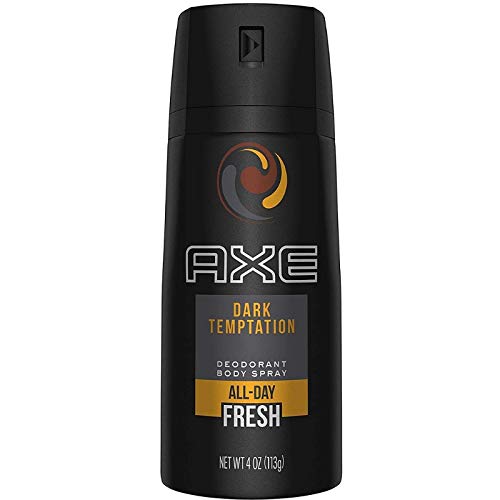 AXE
DARK
TEMPTATION
DEODORANT
BODY SPRAY
ALL-DAY
FRESH
NET WT 4 OZ (113g)